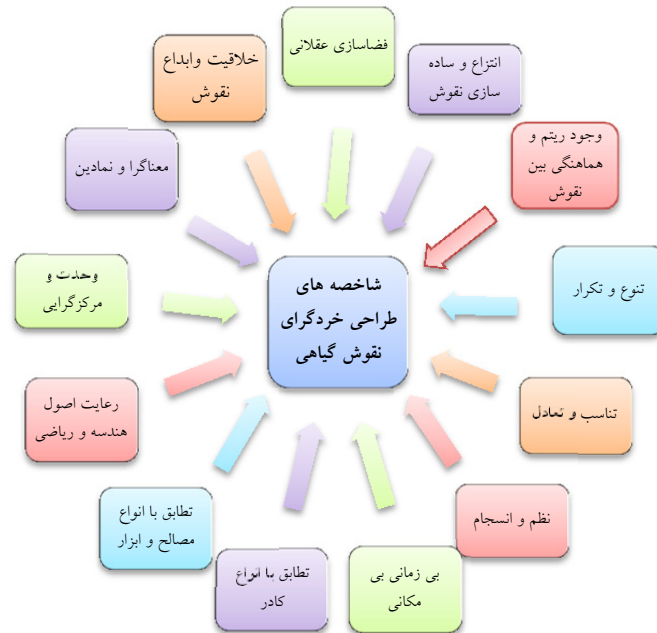 فضاسازی عقلانی
انتزاع و ساده
سازی نقوش
وجود ریتم و
هماهنگی بین
نقوش
تنوع و تکرار
تناسب و تعادل
نظم و انسجام
بی زمانی بی
مکانی
تطابق با انواع
کادر
تطابق با انواع
مصالح و ابزار
رعایت اصول
هندسه و ریاضی
وحدت و
مرکزگرایی
معناگرا و نمادین
خلاقیت وابداع
نقوش
شاخصه های
طراحی خردگرای
نقوش گیاهی